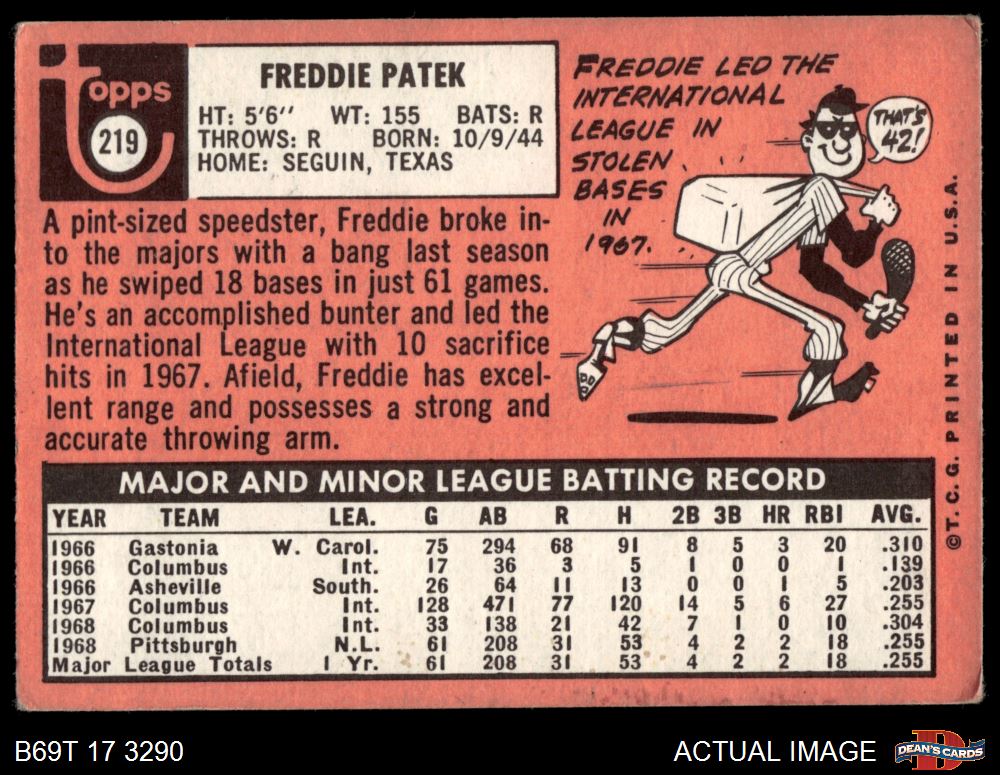 Topps
219
FREDDIE PATEK
HT: 5'6'' WT: 155 BATS: R
THROWS: R BORN: 10/9/44
HOME: SEGUIN, TEXAS
A pint-sized speedster, Freddie broke in-
to the majors with a bang last season
as he swiped 18 bases in just 61 games.
He's an accomplished bunter and led the
International League with 10 sacrifice
hits in 1967. Afield, Freddie has excel-
lent range and possesses a strong and
accurate throwing arm.
FREDDIE LED THE
INTERNATIONAL
LEAGUE IN
STOLEN
BASES
IN
1967.
THAT'S
42!
©T. C. G. PRINTED IN U.S.A.
MAJOR AND MINOR LEAGUE BATTING RECORD
YEAR TEAM LEA. G AB R H 2B 3B HR RBI AVG.
1966 Gastonia W. Carol. 75 294 68 91 8 5 3 20 .310
1966 Columbus Int. 17 36 3 5 1 0 0 1 .139
1966 Asheville South. 26 64 11 13 0 0 1 5 .203
1967 Columbus Int. 128 471 77 120 14 5 6 27 .255
1968 Columbus Int. 33 138 21 42 7 1 0 10 .304
1968 Pittsburgh N.L. 61 208 31 53 4 2 2 18 .255
Major League Totals 1 Yr. 61 208 31 53 4 2 2 18 .255
B69T 17 3290
ACTUAL IMAGE
D
DEAN'S CARDS